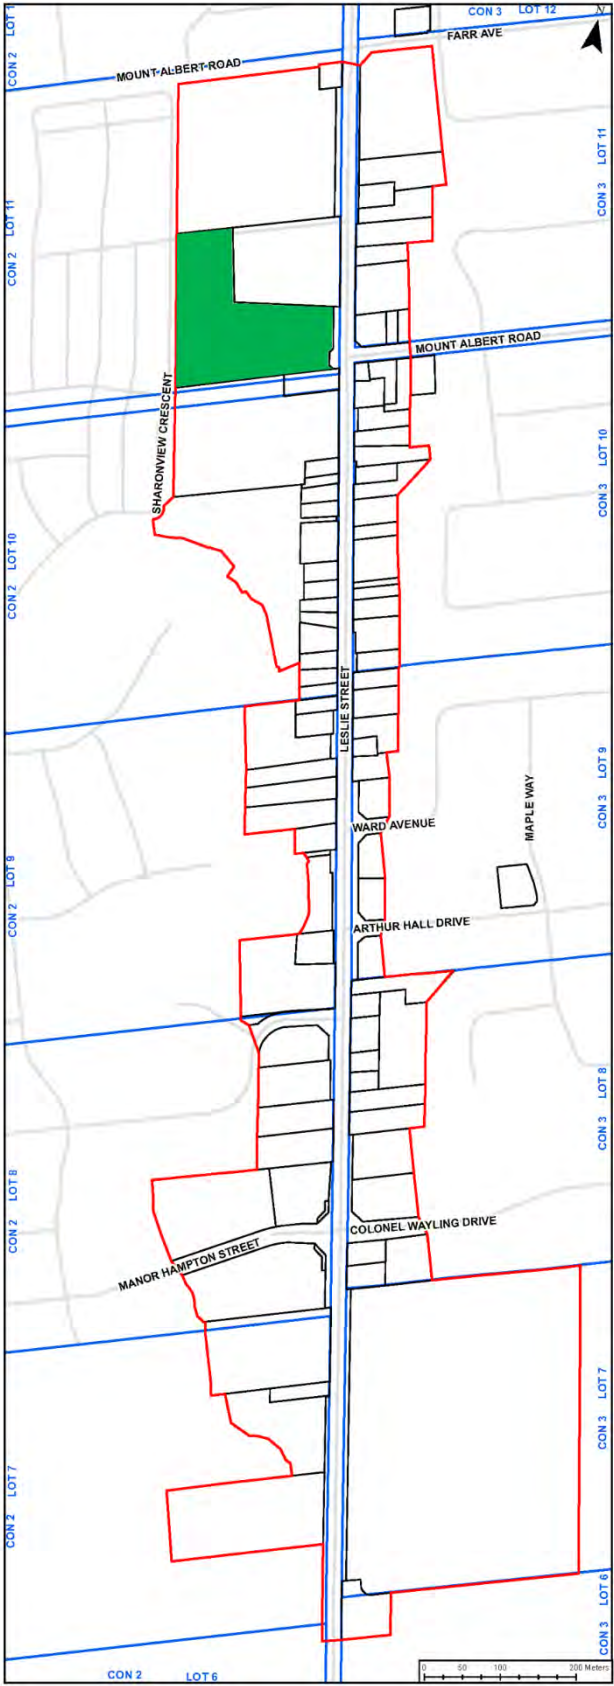 CON 3 LOT 12
N
FARR AVE
MOUNT ALBERT ROAD
CON 2 LOT 1
CON 3 LOT 11
CON 2 LOT 11
MOUNT ALBERT ROAD
SHARONVIEW CRESCENT
CON 3 LOT 10
CON 2 LOT 10
LESLIE STREET
CON 3 LOT 9
MAPLE WAY
WARD AVENUE
CON 2 LOT 9
ARTHUR HALL DRIVE
CON 3 LOT 8
CON 2 LOT 8
COLONEL WAYLING DRIVE
MANOR HAMPTON STREET
CON 3 LOT 7
CON 2 LOT 7
CON 3 LOT 6
CON 2 LOT 6
0 50 100 200 Meters